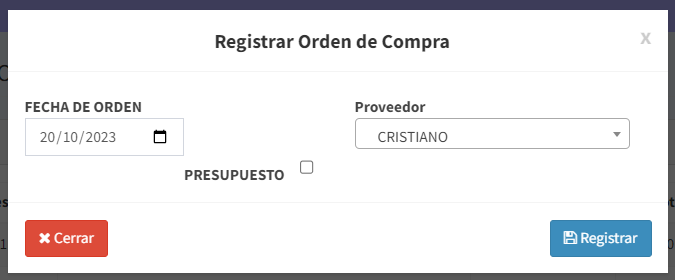 Registrar Orden de Compra
x
FECHA DE ORDEN
Proveedor
20/10/2023
CRISTIANO
PRESUPUESTO
Cerrar
Registrar